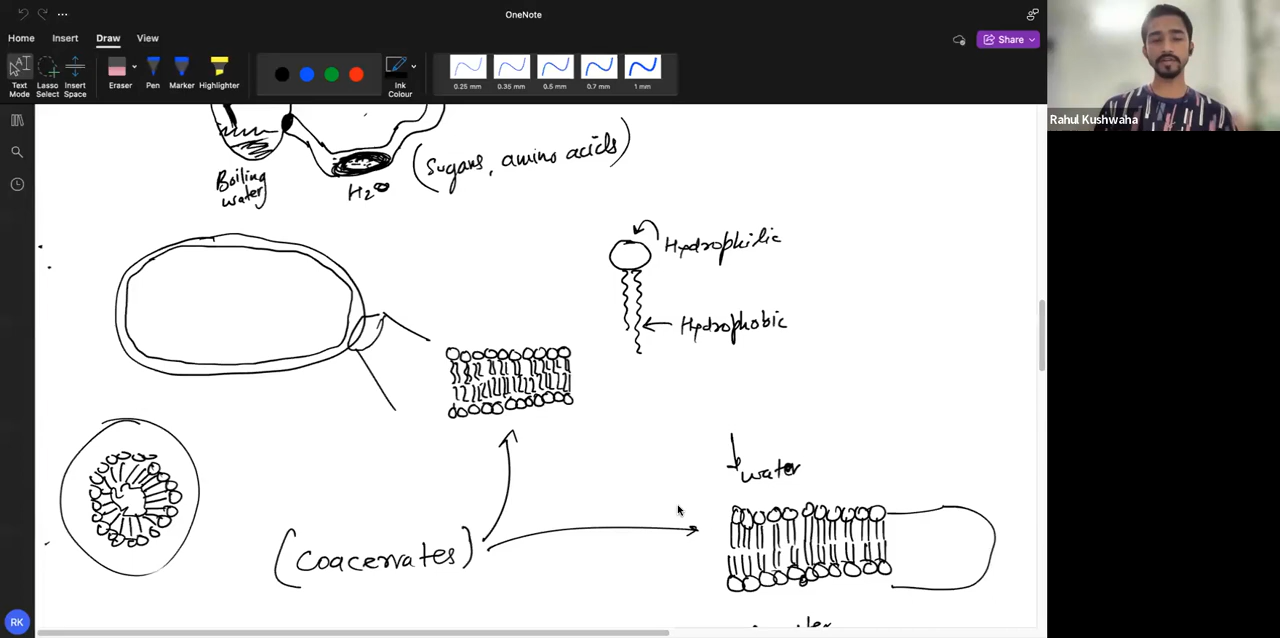 OneNote
Home Insert Draw View
Share
Text Mode
Lasso Select
Insert Space
Eraser
Pen
Marker
Highlighter
Ink Colour
0.25 mm
0.35 mm
0.5 mm
0.7 mm
1 mm
Rahul Kushwaha
Boiling water
H2O
(Sugars, amino acids)
Hydrophilic
Hydrophobic
water
(Coacervates)
RK